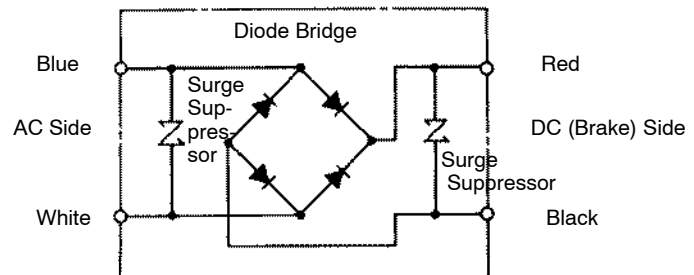 Diode Bridge
Blue
Red
Surge
Sup-
pres-
sor
AC Side
DC (Brake) Side
Surge
Suppressor
White
Black